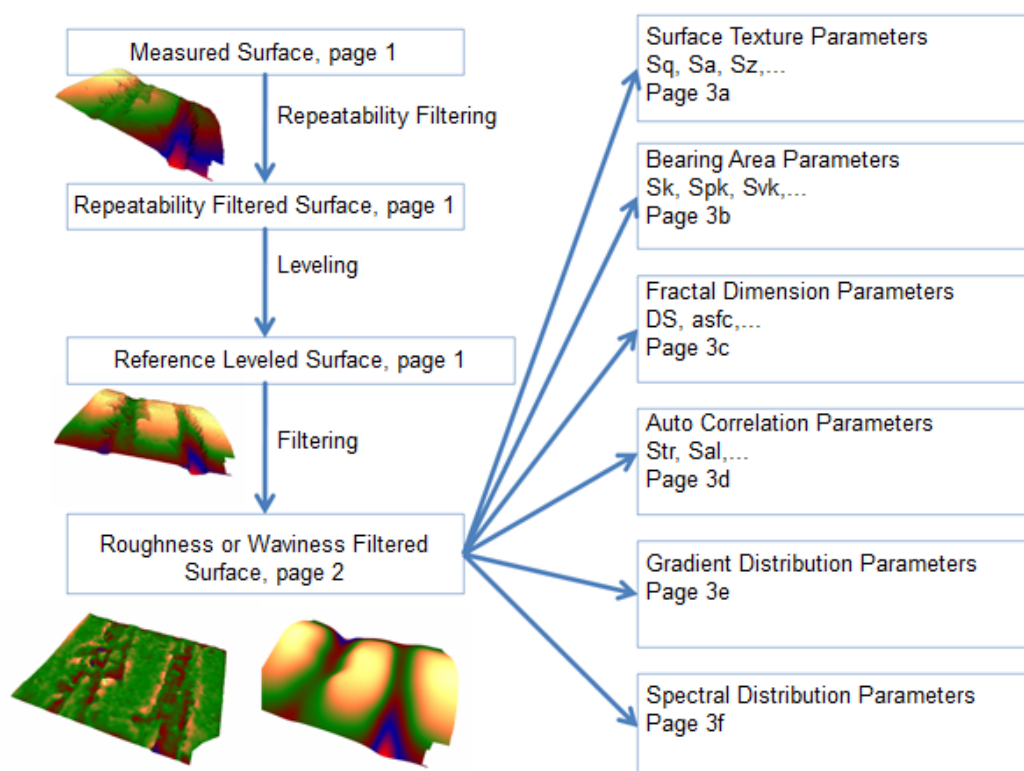 Measured Surface, page 1
Repeatability Filtering
Repeatability Filtered Surface, page 1
Leveling
Reference Leveled Surface, page 1
Filtering
Roughness or Waviness Filtered
Surface, page 2
Surface Texture Parameters
Sq, Sa, Sz,...
Page 3a
Bearing Area Parameters
Sk, Spk, Svk,...
Page 3b
Fractal Dimension Parameters
DS, asfc,...
Page 3c
Auto Correlation Parameters
Str, Sal,...
Page 3d
Gradient Distribution Parameters
Page 3e
Spectral Distribution Parameters
Page 3f